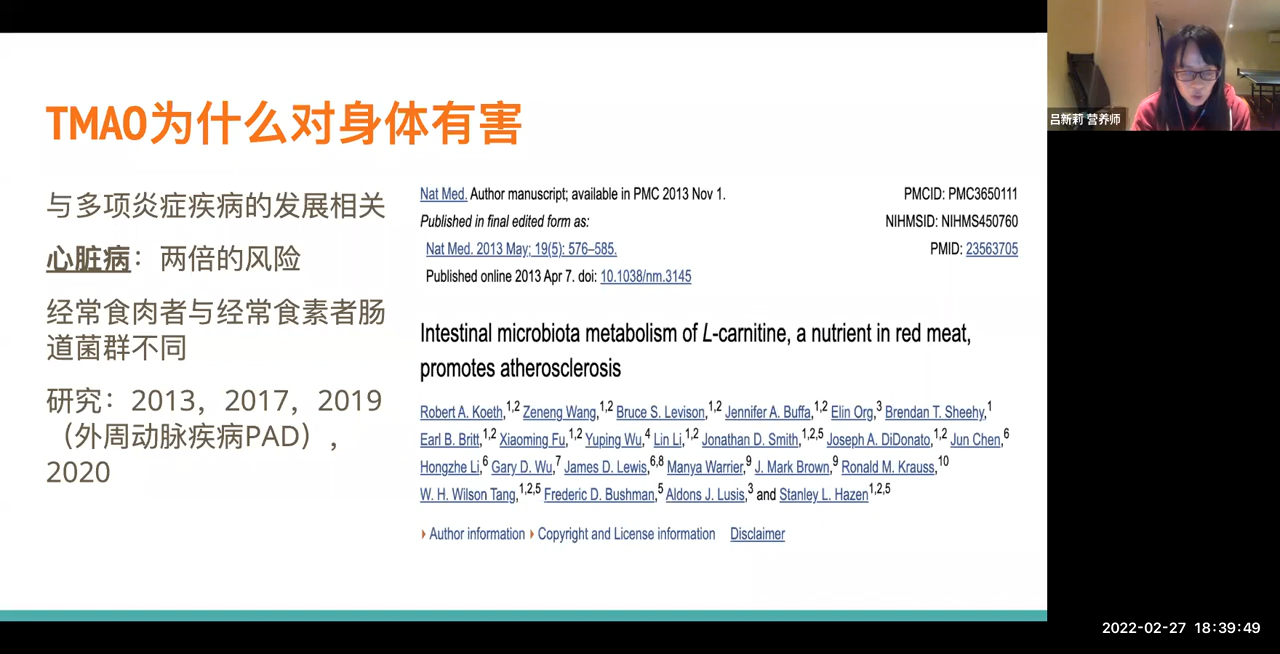 TMAO为什么对身体有害
与多项炎症疾病的发展相关
心脏病：两倍的风险
经常食肉者与经常食素者肠
道菌群不同
研究：2013，2017，2019
（外周动脉疾病PAD），
2020
Nat Med. Author manuscript; available in PMC 2013 Nov 1.
Published in final edited form as:
Nat Med. 2013 May; 19(5): 576–585.
Published online 2013 Apr 7. doi: 10.1038/nm.3145
PMCID: PMC3650111
NIHMSID: NIHMS450760
PMID: 23563705
Intestinal microbiota metabolism of L-carnitine, a nutrient in red meat,
promotes atherosclerosis
Robert A. Koeth,1,2 Zeneng Wang,1,2 Bruce S. Levison,1,2 Jennifer A. Buffa,1,2 Elin Org,3 Brendan T. Sheehy,1
Earl B. Britt,1,2 Xiaoming Fu,1,2 Yuping Wu,4 Lin Li,1,2 Jonathan D. Smith,1,2,5 Joseph A. DiDonato,1,2 Jun Chen,6
Hongzhe Li,6 Gary D. Wu,7 James D. Lewis,6,8 Manya Warrier,9 J. Mark Brown,9 Ronald M. Krauss,10
W. H. Wilson Tang,1,2,5 Frederic D. Bushman,5 Aldons J. Lusis,3 and Stanley L. Hazen1,2,5
Author information Copyright and License information Disclaimer
吕新莉 营养师
2022-02-27 18:39:49